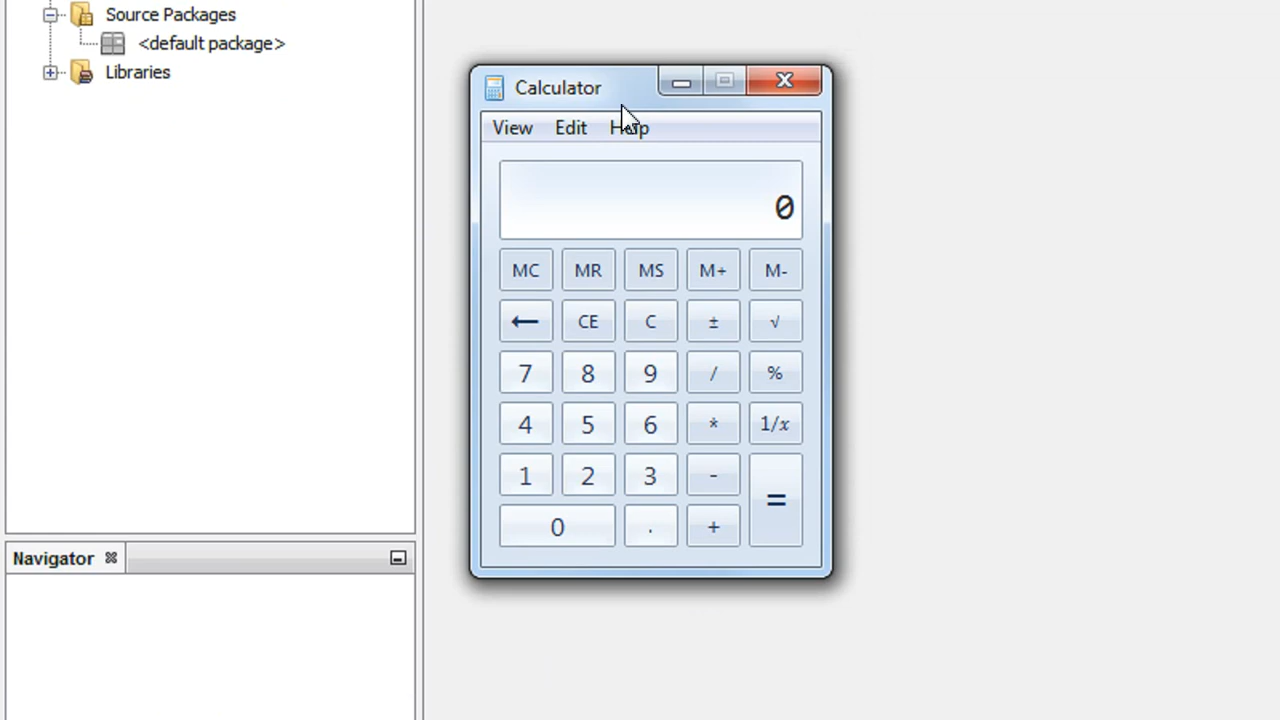 Source Packages
<default package>
Libraries
Calculator
View Edit Help
0
MC MR MS M+ M-
← CE C ± √
7 8 9 / %
4 5 6 * 1/x
1 2 3 - =
0 . +
Navigator